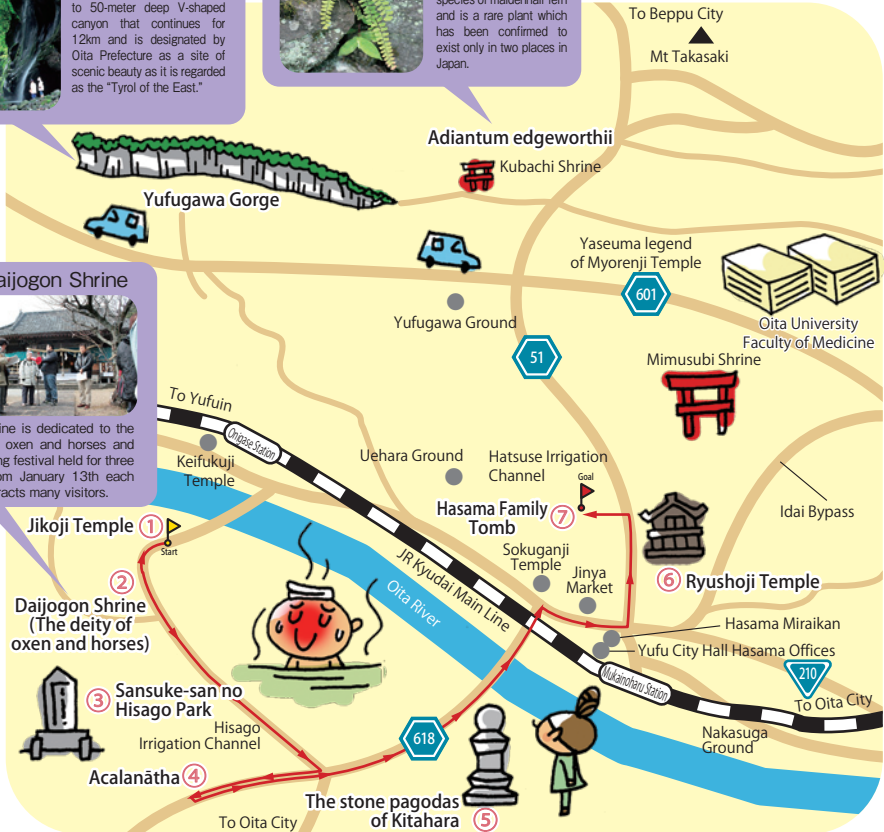 to 50-meter deep V-shaped
canyon that continues for
12km and is designated by
Oita Prefecture as a site of
scenic beauty as it is regarded
as the “Tyrol of the East.”
species of maidenhair fern
and is a rare plant which
has been confirmed to
exist only in two places in
Japan.
To Beppu City
Mt Takasaki
Adiantum edgeworthii
Kubachi Shrine
Yufugawa Gorge
Yaseuma legend
of Myorenji Temple
601
Oita University
Faculty of Medicine
Yufugawa Ground
51
Mimusubi Shrine
aijogon Shrine
ine is dedicated to the
oxen and horses and
ng festival held for three
om January 13th each
racts many visitors.
To Yufuin
Onigase Station
Keifukuji
Temple
Uehara Ground
Hatsuse Irrigation
Channel
Goal
Hasama Family
Tomb ⑦
Idai Bypass
Jikoji Temple ①
Start
Sokuganji
Temple
Jinya
Market
JR Kyudai Main Line
Oita River
⑥ Ryushoji Temple
②
Daijogon Shrine
(The deity of
oxen and horses)
Hasama Miraikan
Yufu City Hall Hasama Offices
Mukainoharu Station
210
To Oita City
③ Sansuke-san no
Hisago Park
Hisago
Irrigation Channel
618
Nakasuga
Ground
Acalanātha ④
The stone pagodas
of Kitahara ⑤
To Oita City